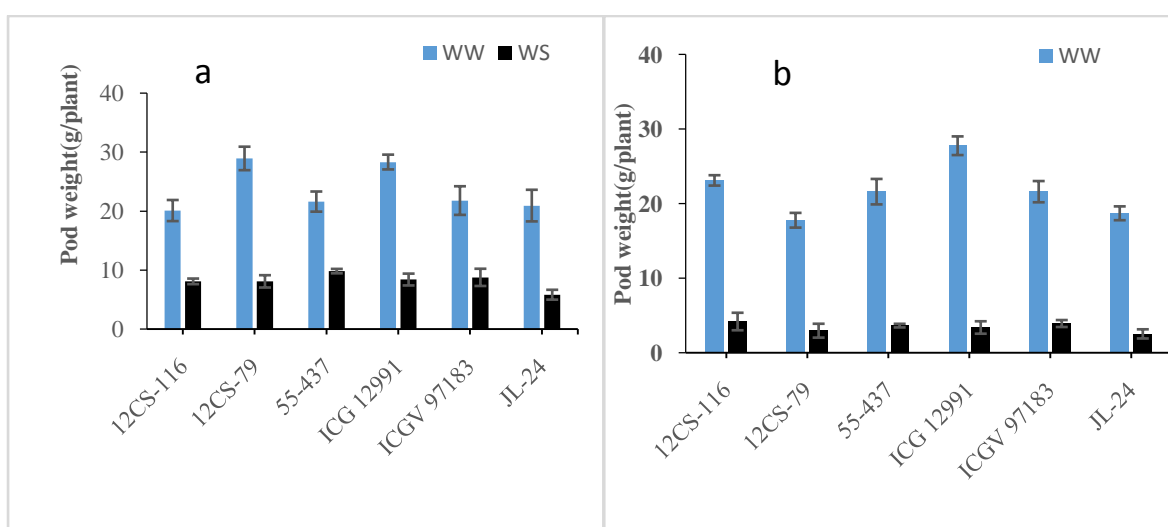 WW WS
a
Pod weight(g/plant)
40
30
20
10
0
12CS-116
12CS-79
55-437
ICG 12991
ICGV 97183
JL-24
WW
b
Pod weight(g/plant)
40
30
20
10
0
12CS-116
12CS-79
55-437
ICG 12991
ICGV 97183
JL-24